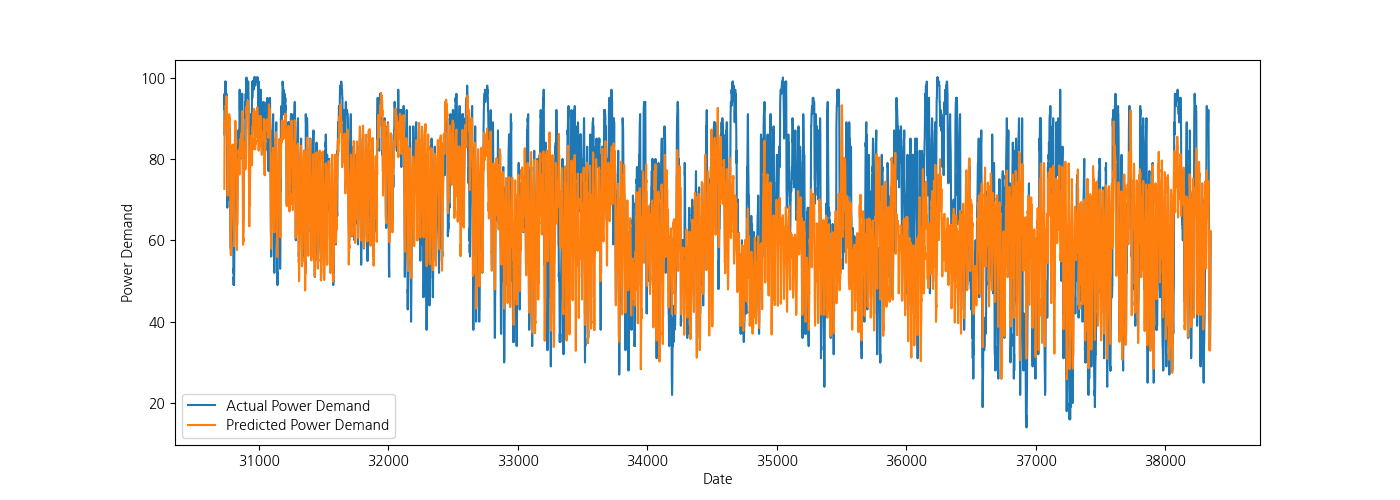 100
80
60
40
20
Power Demand
Actual Power Demand
Predicted Power Demand
31000 32000 33000 34000 35000 36000 37000 38000
Date